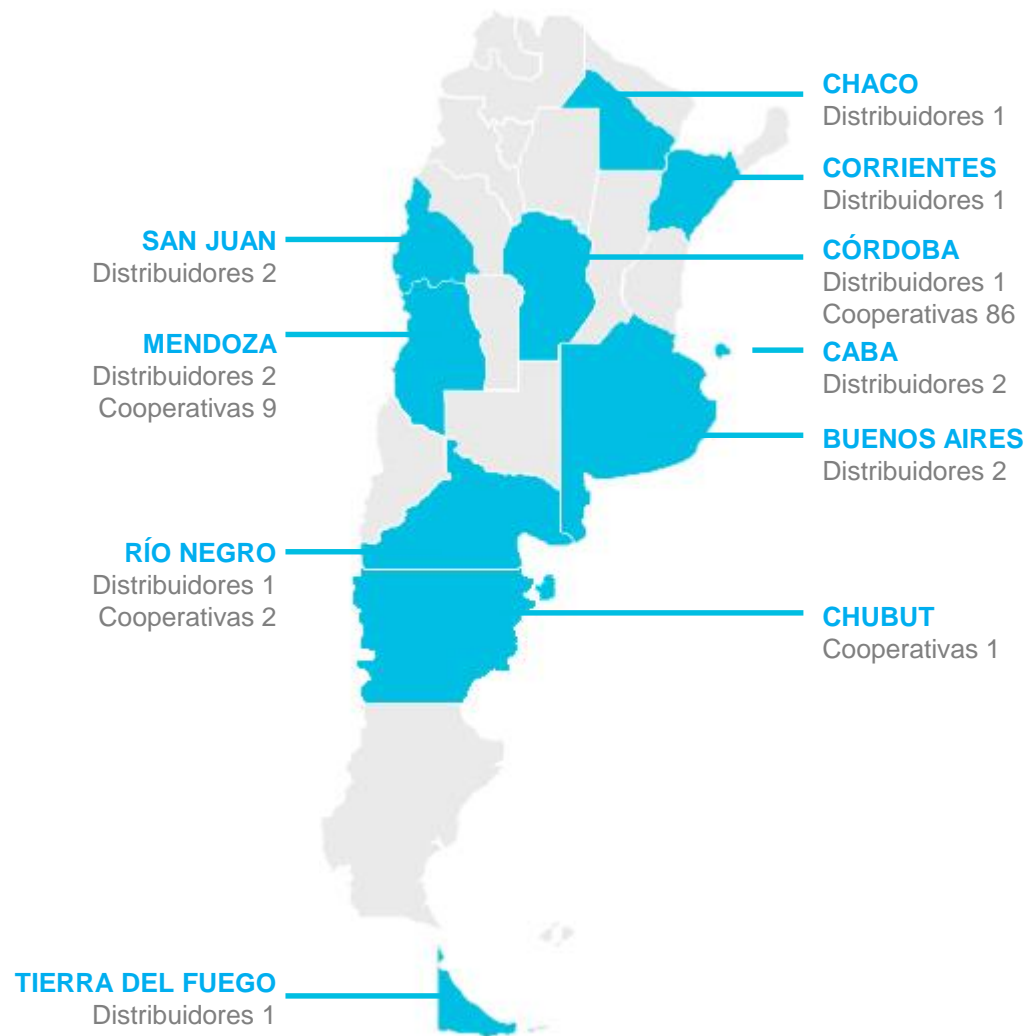 CHACO
Distribuidores 1
CORRIENTES
Distribuidores 1
SAN JUAN
Distribuidores 2
CÓRDOBA
Distribuidores 1
Cooperativas 86
MENDOZA
Distribuidores 2
Cooperativas 9
CABA
Distribuidores 2
BUENOS AIRES
Distribuidores 2
RÍO NEGRO
Distribuidores 1
Cooperativas 2
CHUBUT
Cooperativas 1
TIERRA DEL FUEGO
Distribuidores 1